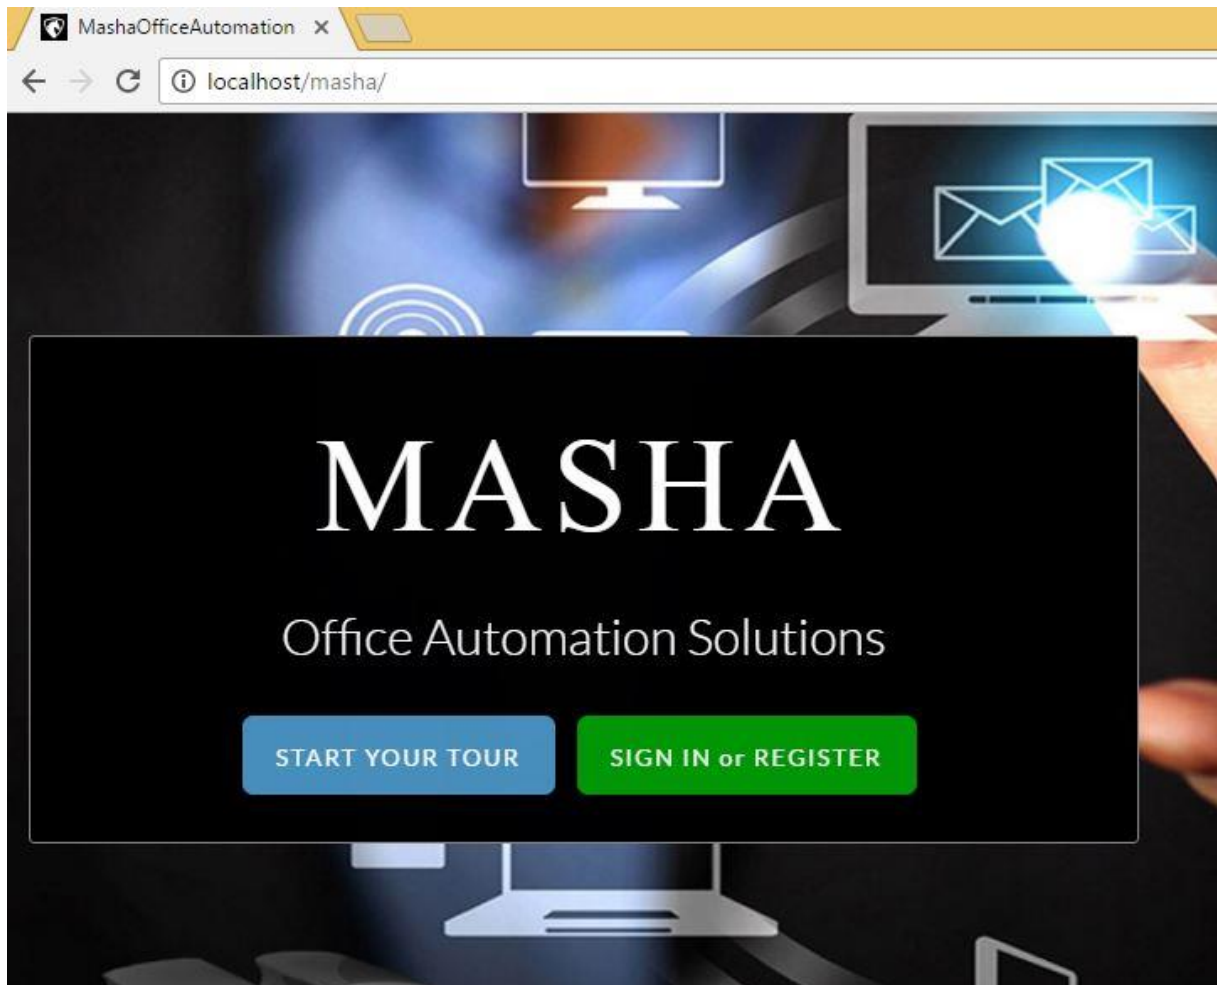 MashaOfficeAutomation
localhost/masha/
MASHA
Office Automation Solutions
START YOUR TOUR
SIGN IN or REGISTER